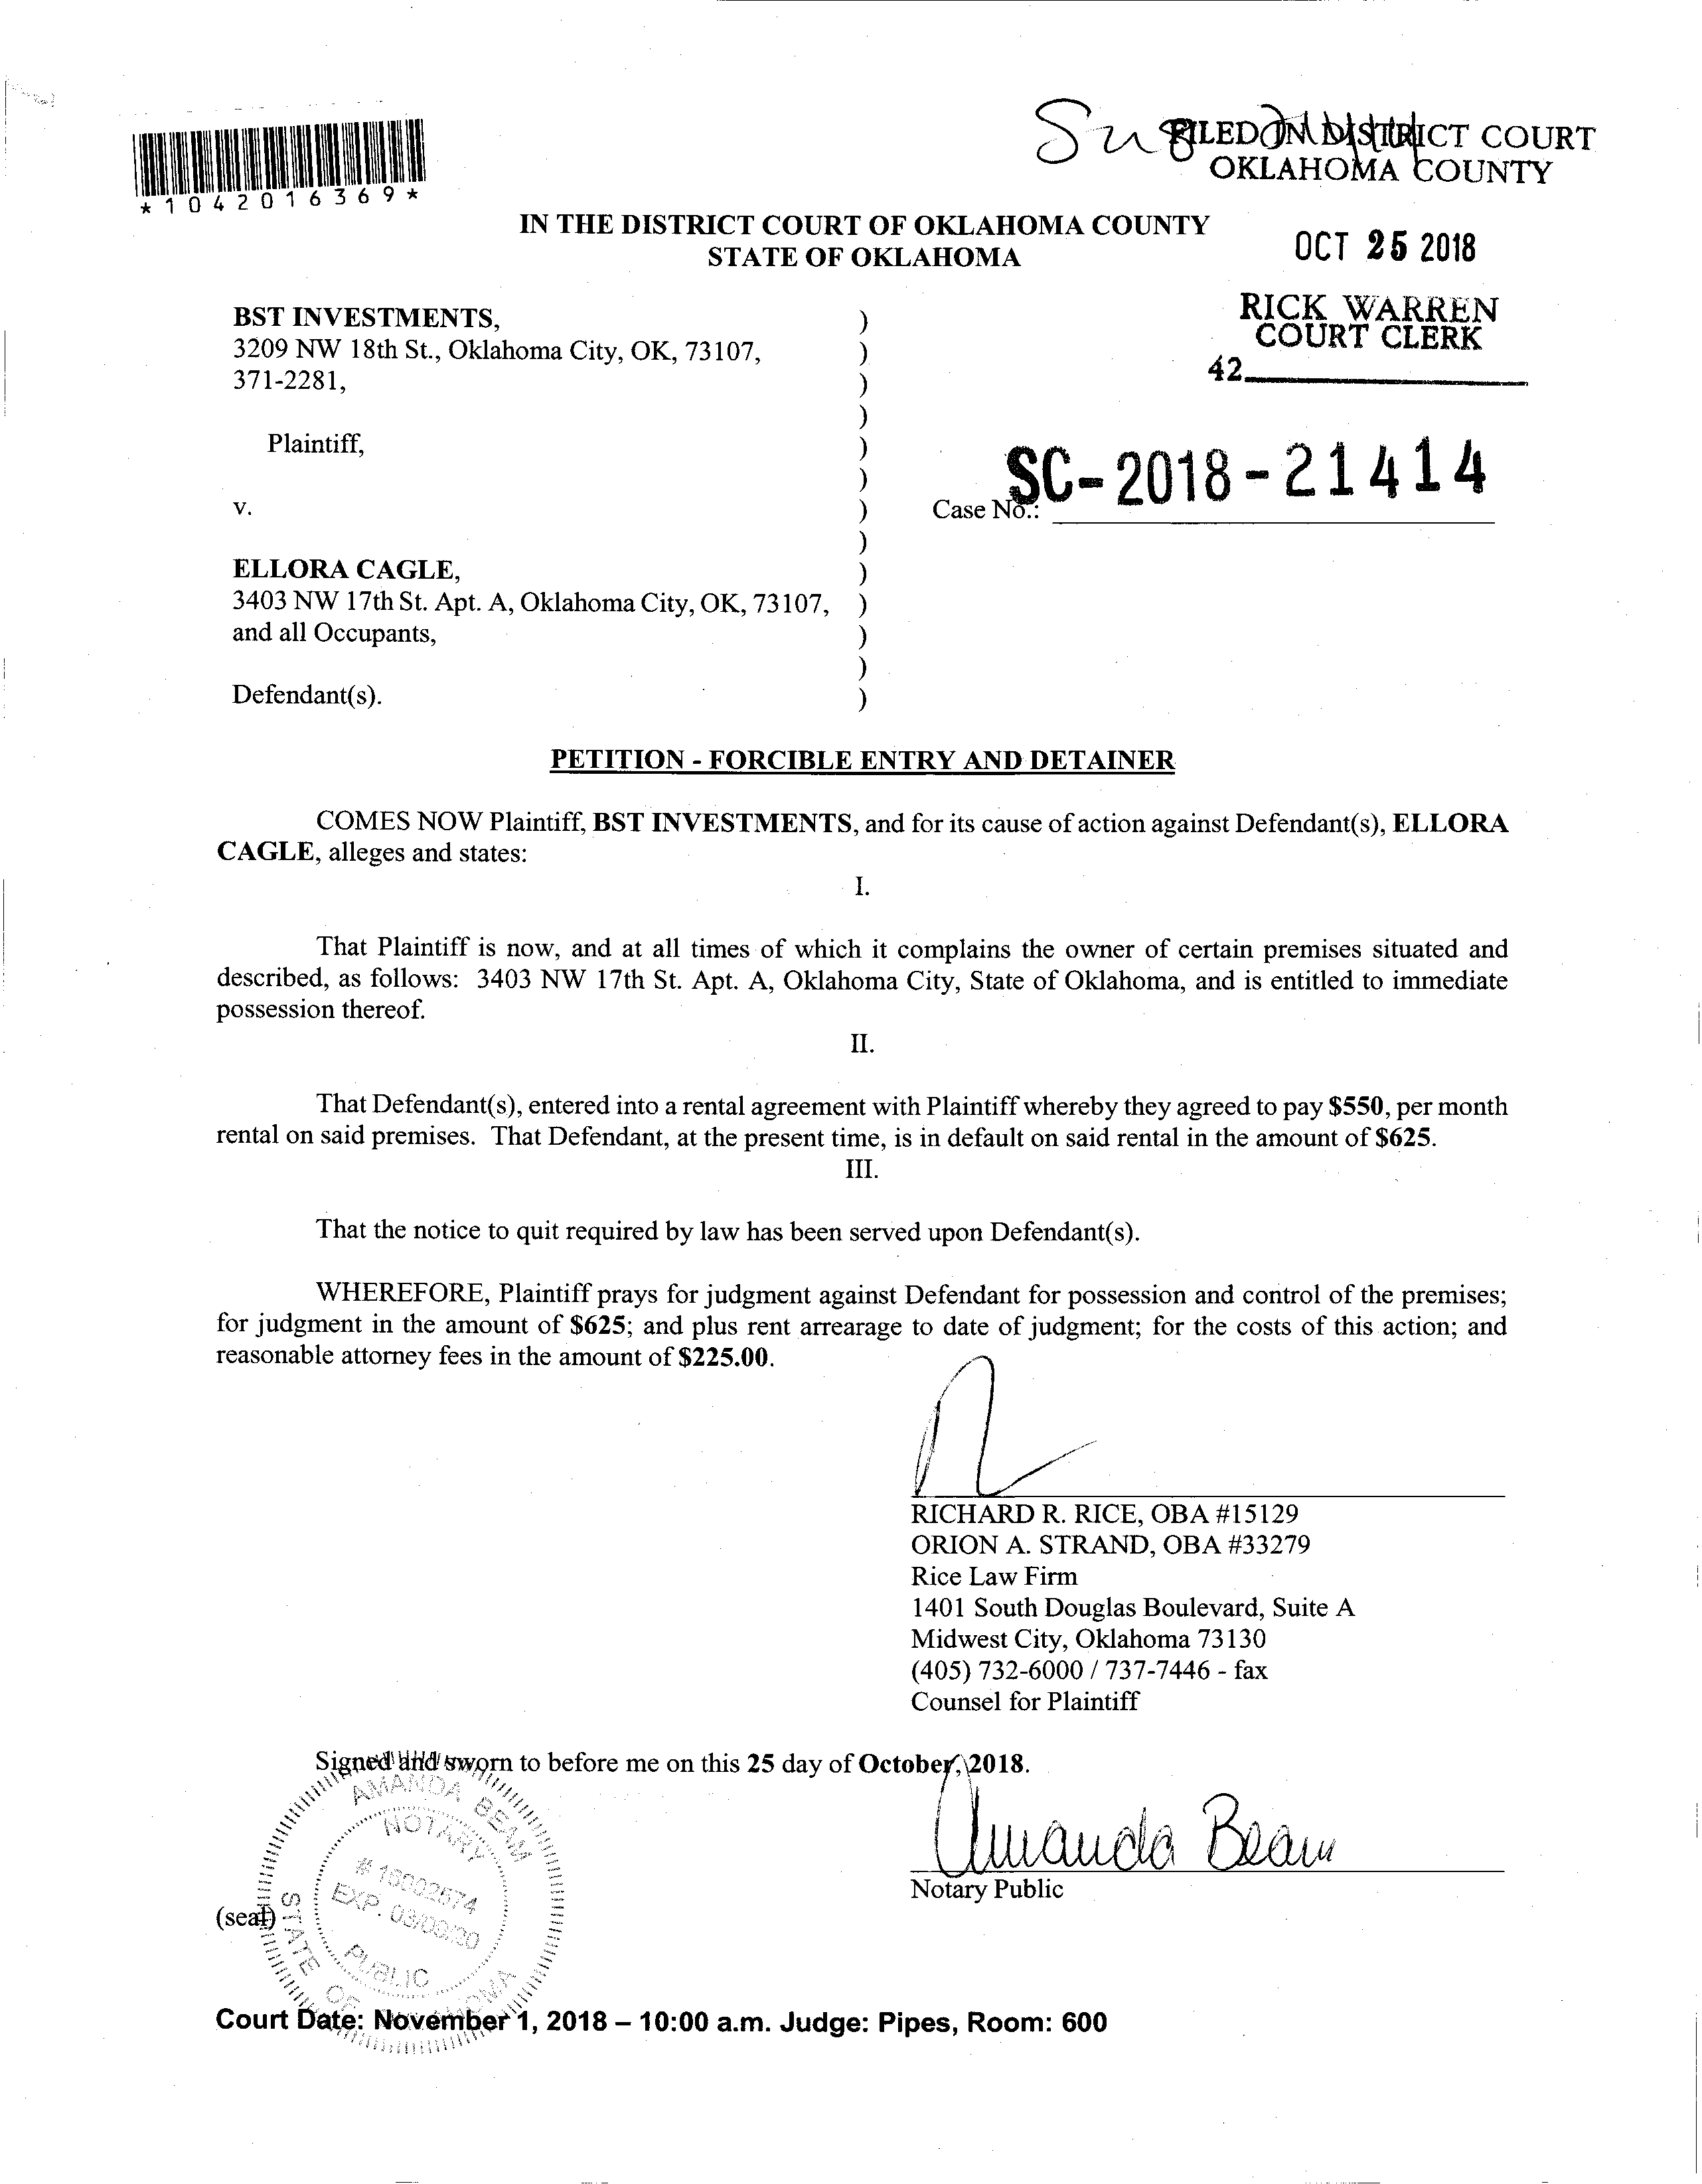 *1042016369*
FILED IN DISTRICT COURT
OKLAHOMA COUNTY
IN THE DISTRICT COURT OF OKLAHOMA COUNTY
STATE OF OKLAHOMA
OCT 25 2018
RICK WARREN
COURT CLERK
42
BST INVESTMENTS, )
3209 NW 18th St., Oklahoma City, OK, 73107, )
371-2281, )
)
Plaintiff, )
)
v. )
SC-2018-21414
Case No.:
)
ELLORA CAGLE, )
3403 NW 17th St. Apt. A, Oklahoma City, OK, 73107, )
and all Occupants, )
)
Defendant(s). )
PETITION - FORCIBLE ENTRY AND DETAINER
COMES NOW Plaintiff, BST INVESTMENTS, and for its cause of action against Defendant(s), ELLORA
CAGLE, alleges and states:
I.
That Plaintiff is now, and at all times of which it complains the owner of certain premises situated and
described, as follows: 3403 NW 17th St. Apt. A, Oklahoma City, State of Oklahoma, and is entitled to immediate
possession thereof.
II.
That Defendant(s), entered into a rental agreement with Plaintiff whereby they agreed to pay $550, per month
rental on said premises. That Defendant, at the present time, is in default on said rental in the amount of $625.
III.
That the notice to quit required by law has been served upon Defendant(s).
WHEREFORE, Plaintiff prays for judgment against Defendant for possession and control of the premises;
for judgment in the amount of $625; and plus rent arrearage to date of judgment; for the costs of this action; and
reasonable attorney fees in the amount of $225.00.
RICHARD R. RICE, OBA #15129
ORION A. STRAND, OBA #33279
Rice Law Firm
1401 South Douglas Boulevard, Suite A
Midwest City, Oklahoma 73130
(405) 732-6000 / 737-7446 - fax
Counsel for Plaintiff
Signed and sworn to before me on this 25 day of October, 2018.
Amanda Beam
Notary Public
(seal)
AMANDA BEAM
NOTARY
# 16002574
EXP. 03/03/20
PUBLIC
STATE OF OKLAHOMA
Court Date: November 1, 2018 – 10:00 a.m. Judge: Pipes, Room: 600